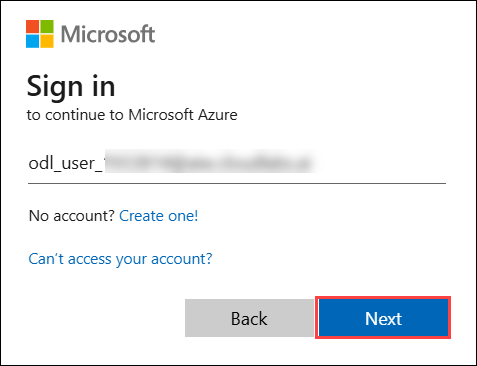 Microsoft
Sign in
to continue to Microsoft Azure
odl_user_
No account? Create one!
Can't access your account?
Back
Next